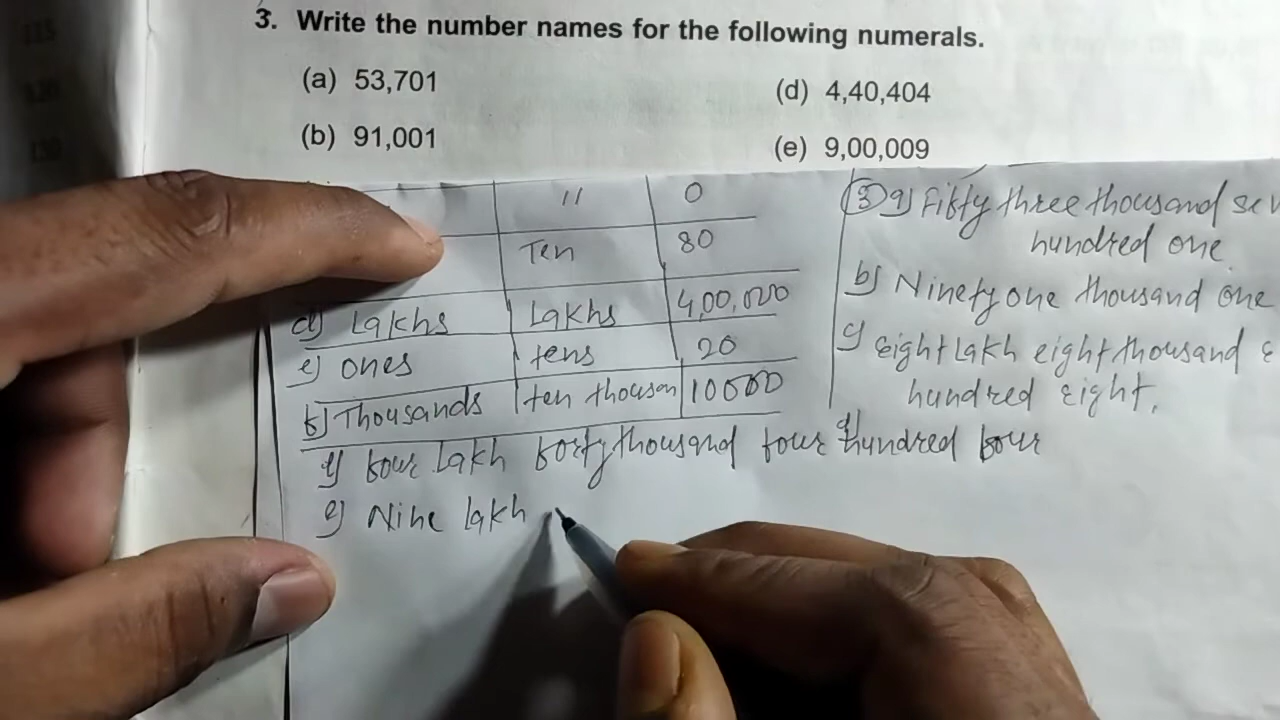 3. Write the number names for the following numerals.
(a) 53,701
(d) 4,40,404
(b) 91,001
(e) 9,00,009
11 0
Ten 80
d) Lakhs Lakhs 4,00,000
e) ones tens 20
f) Thousands ten thousan 10000
3 a) Fifty three thousand sev
hundred one.
b) Ninety one thousand one
c) Eight Lakh eight thousand e
hundred eight.
four lakh forty thousand four hundred four
e) Nine lakh